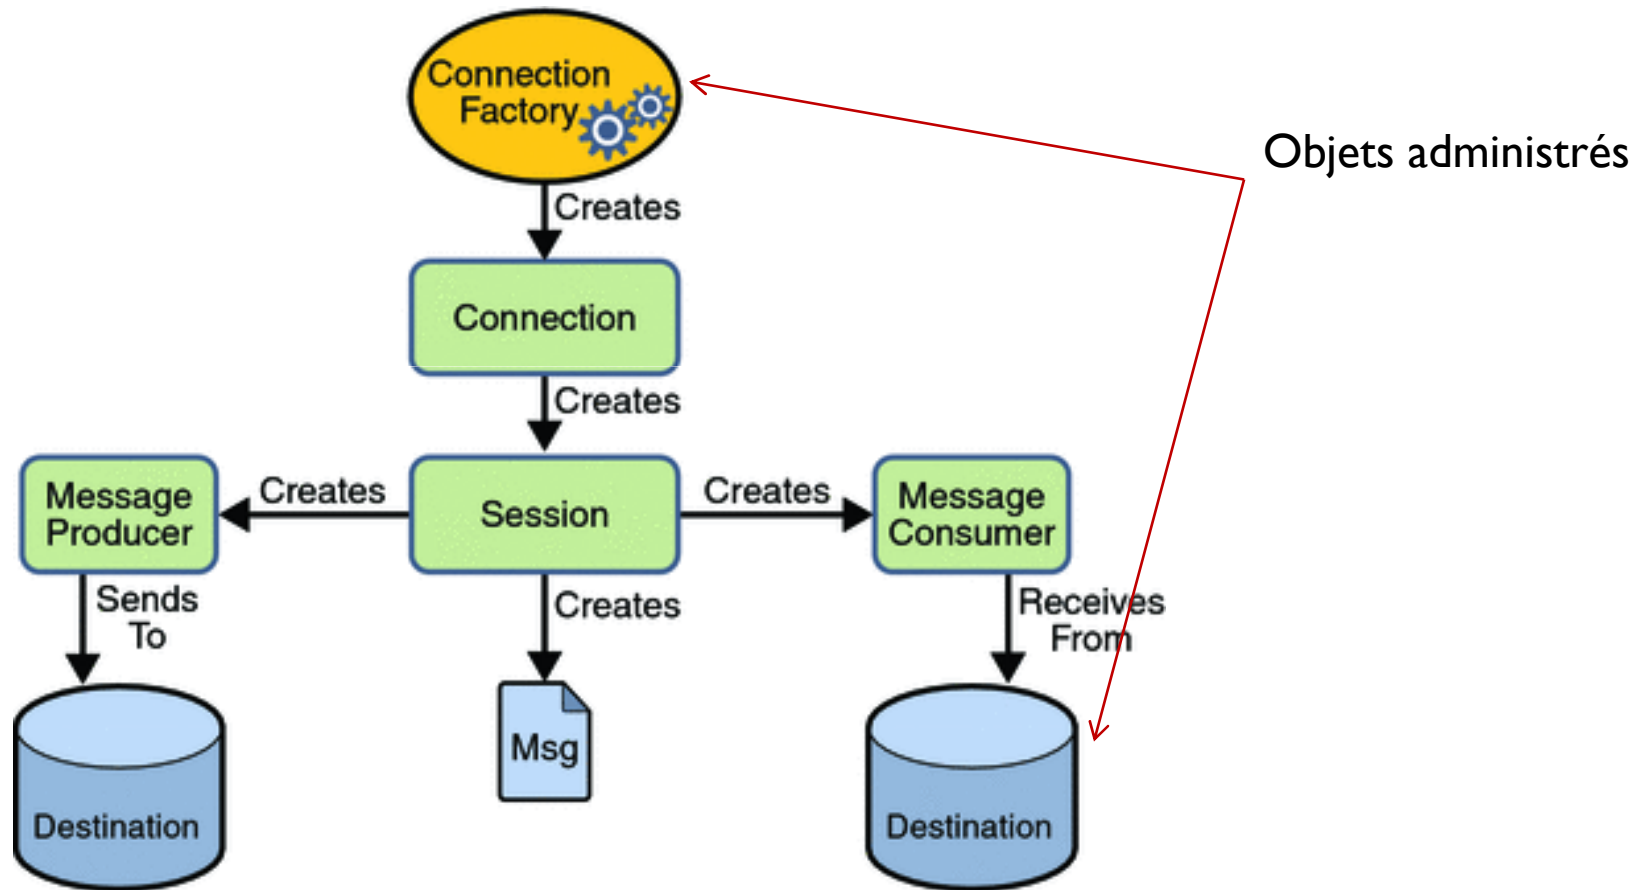 Connection
Factory
Objets administrés
Creates
Connection
Creates
Message
Producer
Creates
Session
Creates
Message
Consumer
Sends
To
Creates
Receives
From
Msg
Destination
Destination